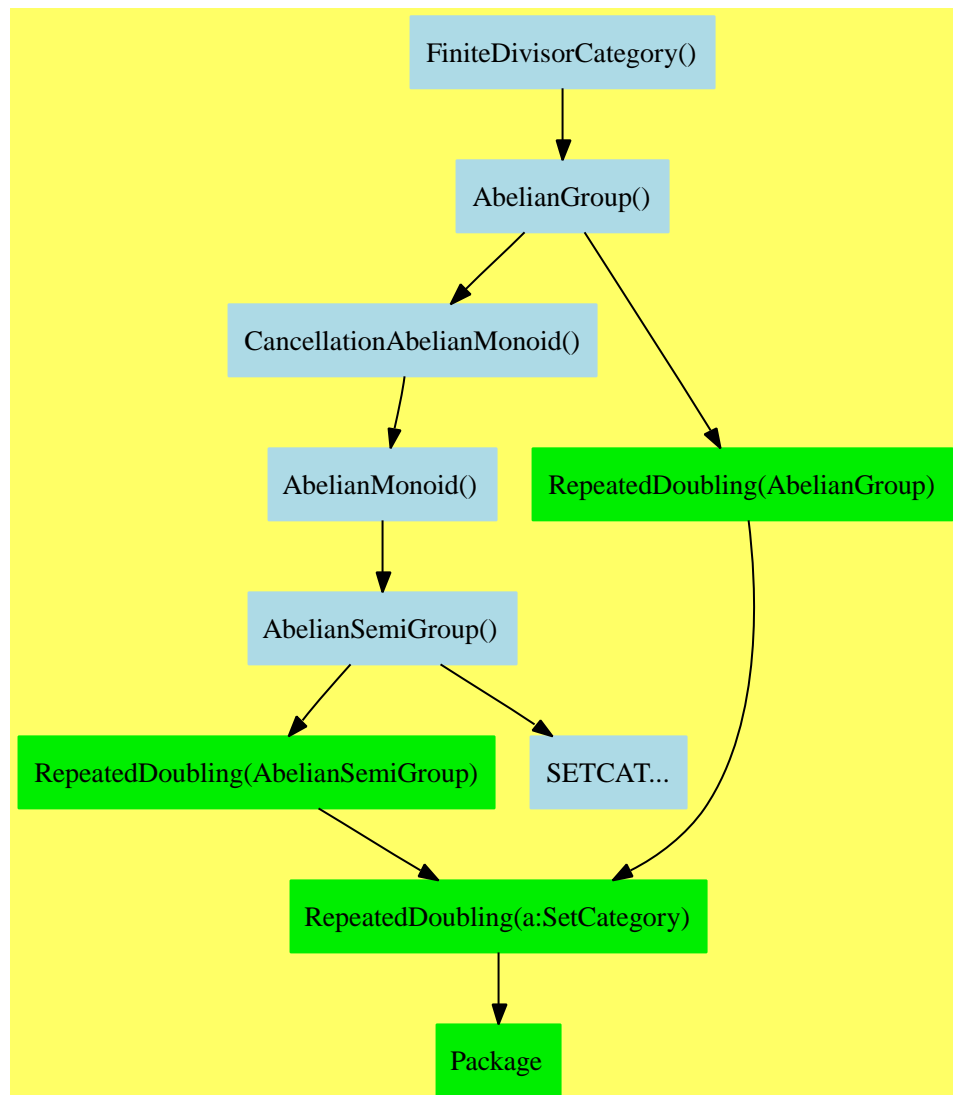 FiniteDivisorCategory()
AbelianGroup()
CancellationAbelianMonoid()
AbelianMonoid()
RepeatedDoubling(AbelianGroup)
AbelianSemiGroup()
RepeatedDoubling(AbelianSemiGroup)
SETCAT...
RepeatedDoubling(a:SetCategory)
Package